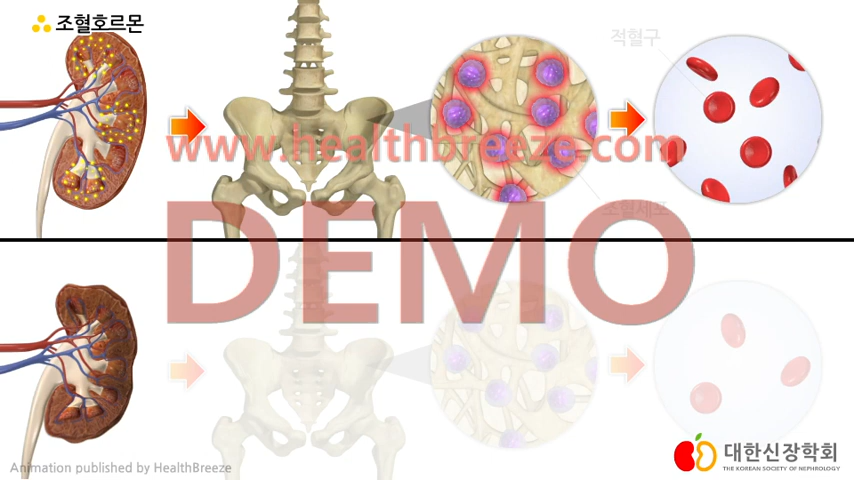 조혈호르몬
적혈구
www.healthbreeze.com
조혈세포
DEMO
대한신장학회
THE KOREAN SOCIETY OF NEPHROLOGY
Animation published by HealthBreeze